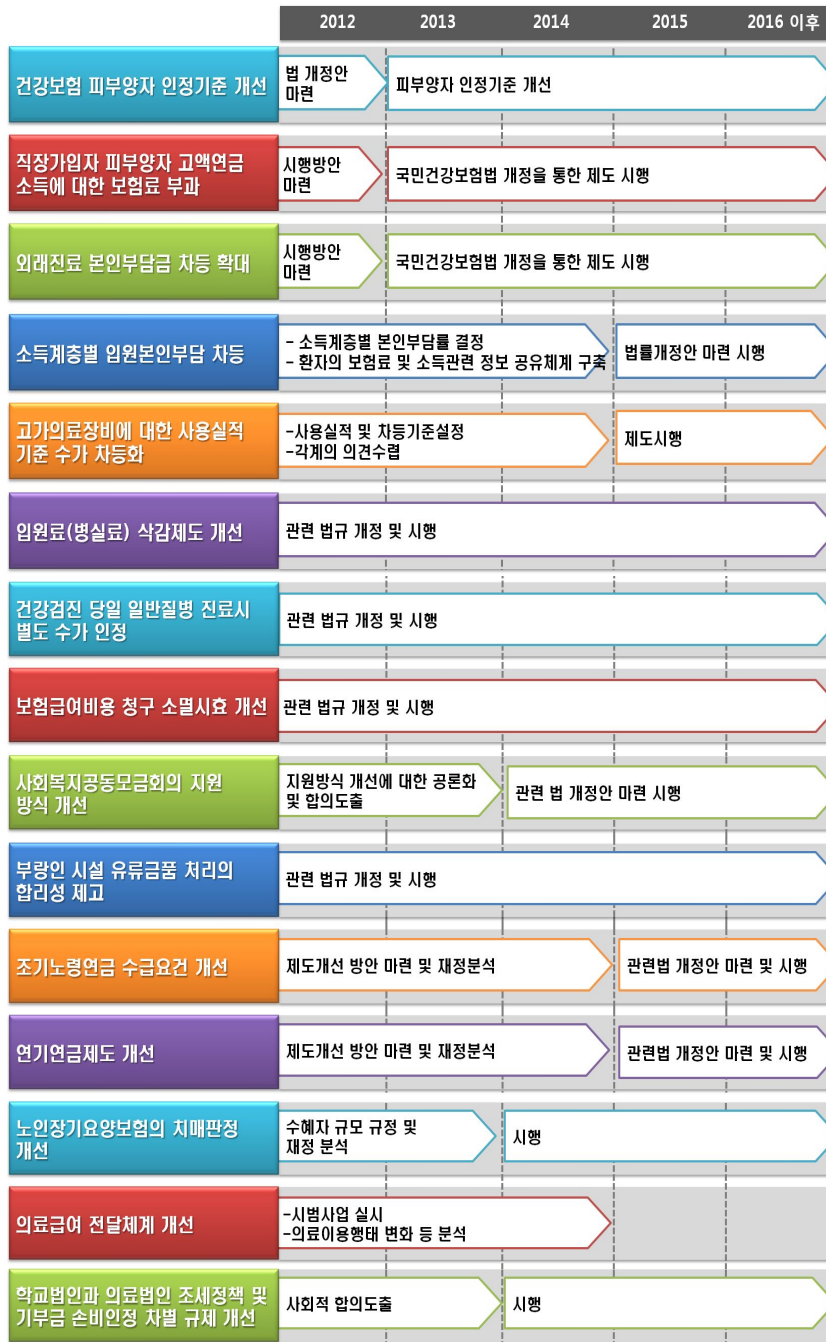 2012 2013 2014 2015 2016 이후
건강보험 피부양자 인정기준 개선
법 개정안
마련
피부양자 인정기준 개선
직장가입자 피부양자 고액연금
소득에 대한 보험료 부과
시행방안
마련
국민건강보험법 개정을 통한 제도 시행
외래진료 본인부담금 차등 확대
시행방안
마련
국민건강보험법 개정을 통한 제도 시행
소득계층별 입원본인부담 차등
- 소득계층별 본인부담률 결정
- 환자의 보험료 및 소득관련 정보 공유체계 구축
법률개정안 마련 시행
고가의료장비에 대한 사용실적
기준 수가 차등화
-사용실적 및 차등기준설정
-각계의 의견수렴
제도시행
입원료(병실료) 삭감제도 개선
관련 법규 개정 및 시행
건강검진 당일 일반질병 진료시
별도 수가 인정
관련 법규 개정 및 시행
보험급여비용 청구 소멸시효 개선
관련 법규 개정 및 시행
사회복지공동모금회의 지원
방식 개선
지원방식 개선에 대한 공론화
및 합의도출
관련 법 개정안 마련 시행
부랑인 시설 유류금품 처리의
합리성 제고
관련 법규 개정 및 시행
조기노령연금 수급요건 개선
제도개선 방안 마련 및 재정분석
관련법 개정안 마련 및 시행
연기연금제도 개선
제도개선 방안 마련 및 재정분석
관련법 개정안 마련 및 시행
노인장기요양보험의 치매판정
개선
수혜자 규모 규정 및
재정 분석
시행
의료급여 전달체계 개선
-시범사업 실시
-의료이용행태 변화 등 분석
학교법인과 의료법인 조세정책 및
기부금 손비인정 차별 규제 개선
사회적 합의도출
시행